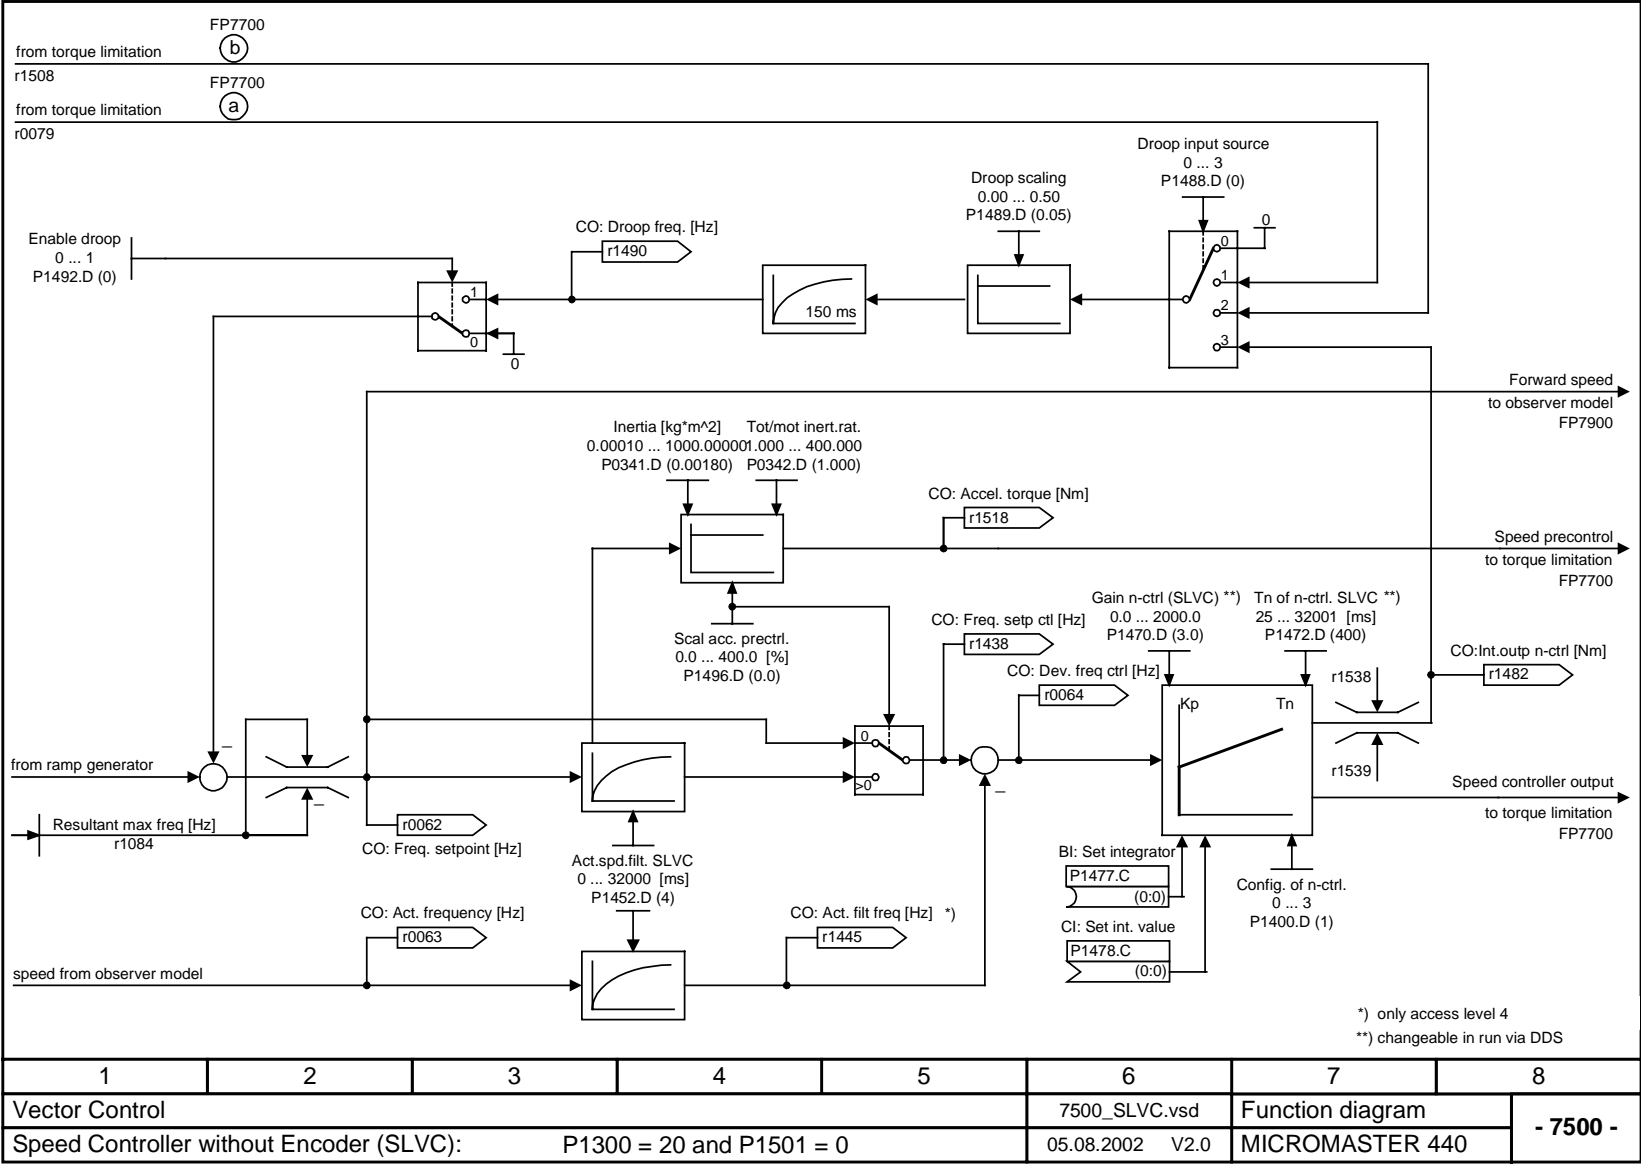 FP7700
b
from torque limitation
r1508
FP7700
a
from torque limitation
r0079
Droop input source
0 ... 3
P1488.D (0)
Droop scaling
0.00 ... 0.50
P1489.D (0.05)
0
Enable droop
0 ... 1
P1492.D (0)
CO: Droop freq. [Hz]
r1490
0
1
2
3
1
0
0
150 ms
Forward speed
to observer model
FP7900
Inertia [kg*m^2]
0.00010 ... 1000.00000
P0341.D (0.00180)
Tot/mot inert.rat.
1.000 ... 400.000
P0342.D (1.000)
CO: Accel. torque [Nm]
r1518
Speed precontrol
to torque limitation
FP7700
Scal acc. prectrl.
0.0 ... 400.0 [%]
P1496.D (0.0)
CO: Freq. setp ctl [Hz]
r1438
Gain n-ctrl (SLVC) **)
0.0 ... 2000.0
P1470.D (3.0)
Tn of n-ctrl. SLVC **)
25 ... 32001 [ms]
P1472.D (400)
CO: Dev. freq ctrl [Hz]
r0064
CO:Int.outp n-ctrl [Nm]
r1482
r1538
Kp
Tn
r1539
_
from ramp generator
_
0
>0
_
Resultant max freq [Hz]
r1084
r0062
CO: Freq. setpoint [Hz]
Speed controller output
to torque limitation
FP7700
Act.spd.filt. SLVC
0 ... 32000 [ms]
P1452.D (4)
BI: Set integrator
P1477.C
(0:0)
Config. of n-ctrl.
0 ... 3
P1400.D (1)
CO: Act. frequency [Hz]
r0063
CO: Act. filt freq [Hz] *)
r1445
CI: Set int. value
P1478.C
(0:0)
speed from observer model
*) only access level 4
**) changeable in run via DDS
1 2 3 4 5 6 7 8
Vector Control
7500_SLVC.vsd
Function diagram
- 7500 -
Speed Controller without Encoder (SLVC): P1300 = 20 and P1501 = 0
05.08.2002 V2.0
MICROMASTER 440